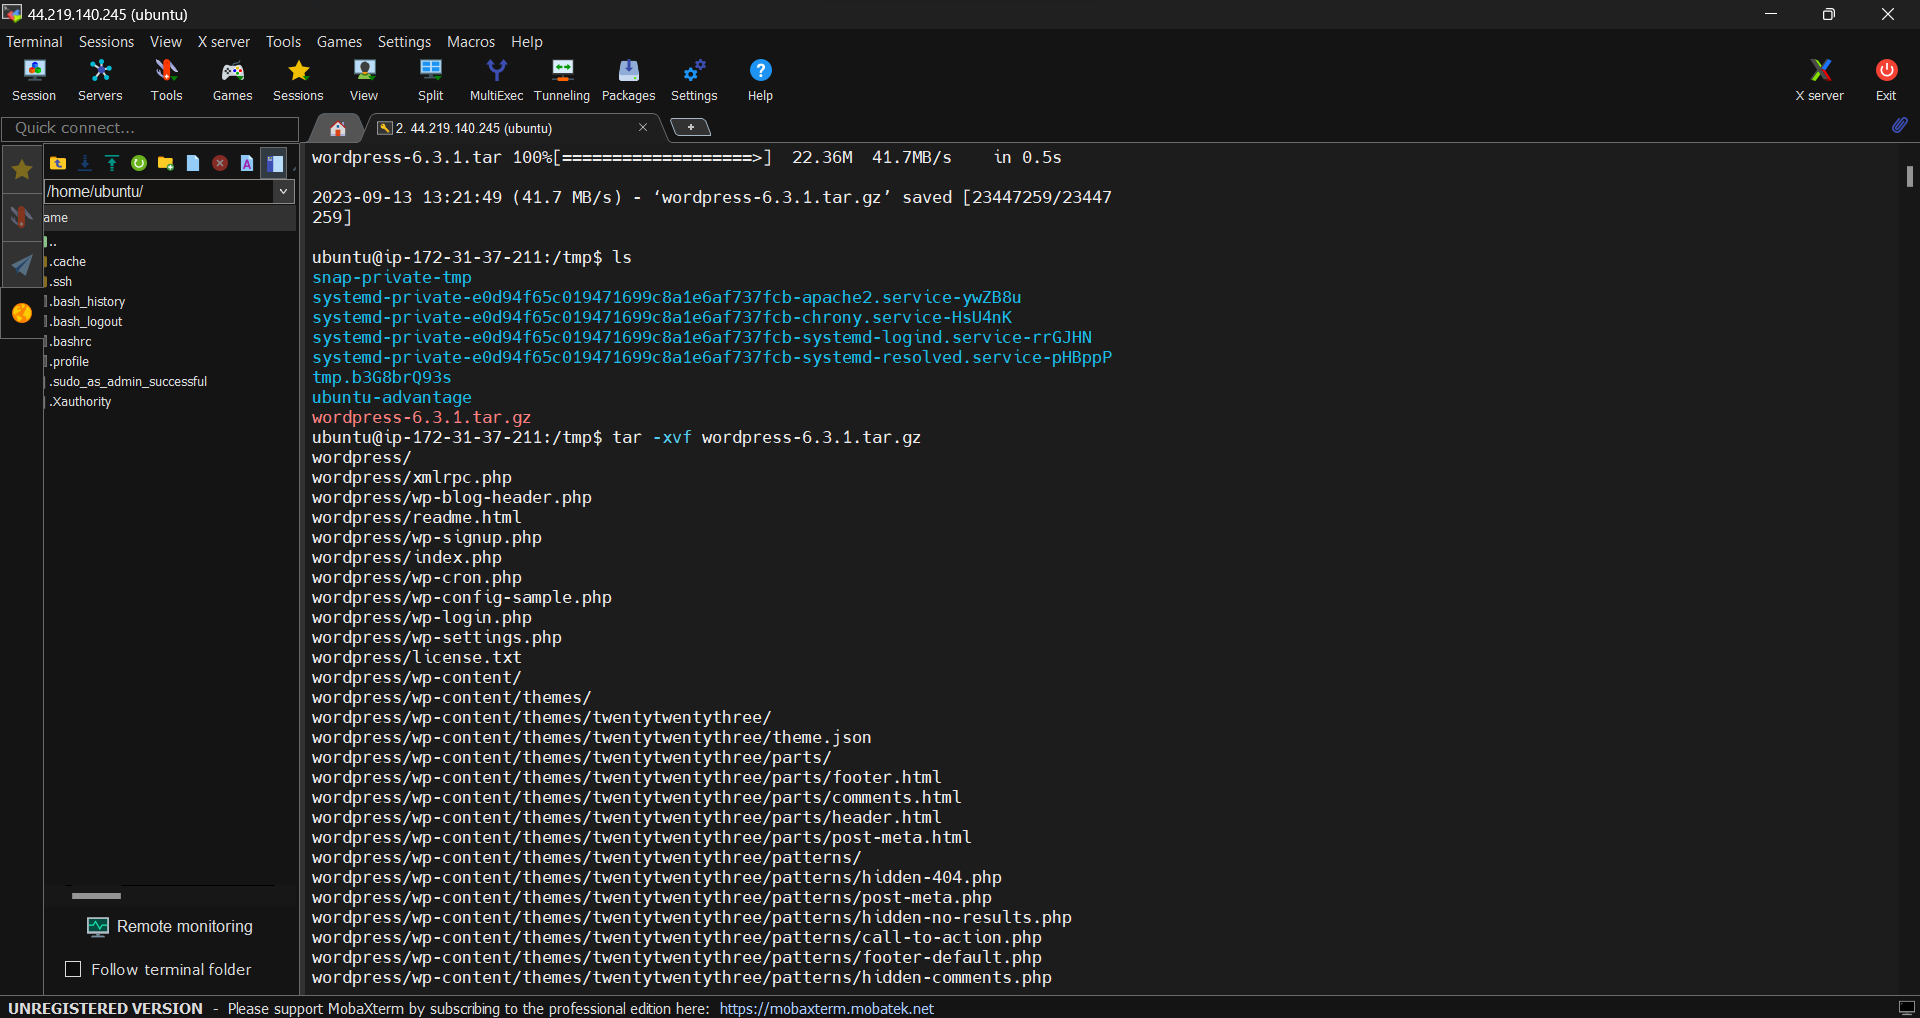 44.219.140.245 (ubuntu)
Terminal Sessions View X server Tools Games Settings Macros Help
Session Servers Tools Games Sessions View Split MultiExec Tunneling Packages Settings Help X server Exit
Quick connect...
2. 44.219.140.245 (ubuntu)
/home/ubuntu/
ame
..
.cache
.ssh
.bash_history
.bash_logout
.bashrc
.profile
.sudo_as_admin_successful
.Xauthority
Remote monitoring
Follow terminal folder
wordpress-6.3.1.tar 100%[===================>]  22.36M  41.7MB/s    in 0.5s
2023-09-13 13:21:49 (41.7 MB/s) - ‘wordpress-6.3.1.tar.gz’ saved [23447259/23447
259]
ubuntu@ip-172-31-37-211:/tmp$ ls
snap-private-tmp
systemd-private-e0d94f65c019471699c8a1e6af737fcb-apache2.service-ywZB8u
systemd-private-e0d94f65c019471699c8a1e6af737fcb-chrony.service-HsU4nK
systemd-private-e0d94f65c019471699c8a1e6af737fcb-systemd-logind.service-rrGJHN
systemd-private-e0d94f65c019471699c8a1e6af737fcb-systemd-resolved.service-pHBppP
tmp.b3G8brQ93s
ubuntu-advantage
wordpress-6.3.1.tar.gz
ubuntu@ip-172-31-37-211:/tmp$ tar -xvf wordpress-6.3.1.tar.gz
wordpress/
wordpress/xmlrpc.php
wordpress/wp-blog-header.php
wordpress/readme.html
wordpress/wp-signup.php
wordpress/index.php
wordpress/wp-cron.php
wordpress/wp-config-sample.php
wordpress/wp-login.php
wordpress/wp-settings.php
wordpress/license.txt
wordpress/wp-content/
wordpress/wp-content/themes/
wordpress/wp-content/themes/twentytwentythree/
wordpress/wp-content/themes/twentytwentythree/theme.json
wordpress/wp-content/themes/twentytwentythree/parts/
wordpress/wp-content/themes/twentytwentythree/parts/footer.html
wordpress/wp-content/themes/twentytwentythree/parts/comments.html
wordpress/wp-content/themes/twentytwentythree/parts/header.html
wordpress/wp-content/themes/twentytwentythree/parts/post-meta.html
wordpress/wp-content/themes/twentytwentythree/patterns/
wordpress/wp-content/themes/twentytwentythree/patterns/hidden-404.php
wordpress/wp-content/themes/twentytwentythree/patterns/post-meta.php
wordpress/wp-content/themes/twentytwentythree/patterns/hidden-no-results.php
wordpress/wp-content/themes/twentytwentythree/patterns/call-to-action.php
wordpress/wp-content/themes/twentytwentythree/patterns/footer-default.php
wordpress/wp-content/themes/twentytwentythree/patterns/hidden-comments.php
UNREGISTERED VERSION - Please support MobaXterm by subscribing to the professional edition here: https://mobaxterm.mobatek.net